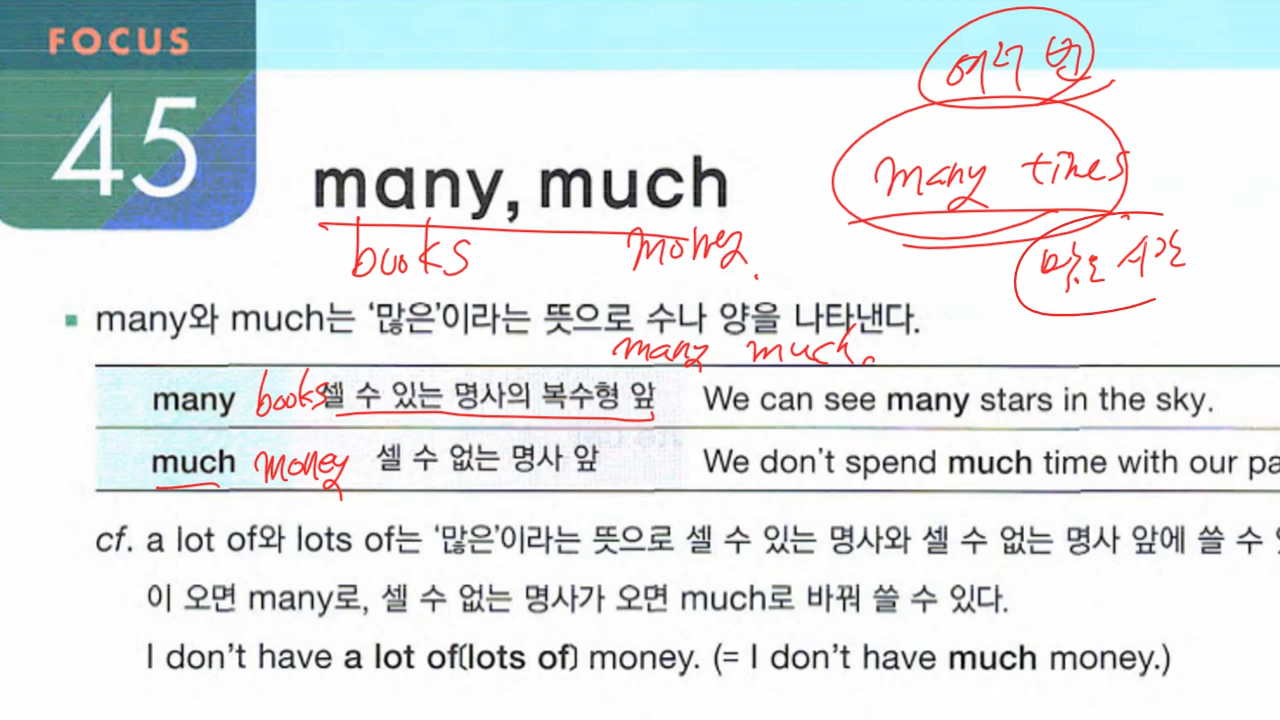 FOCUS
45
여러 번
many times
many, much
books money.
많은 시간
many와 much는 '많은'이라는 뜻으로 수나 양을 나타낸다.
many much.
many books 셀 수 있는 명사의 복수형 앞 We can see many stars in the sky.
much money 셀 수 없는 명사 앞 We don't spend much time with our pa
cf. a lot of와 lots of는 '많은'이라는 뜻으로 셀 수 있는 명사와 셀 수 없는 명사 앞에 쓸 수
이 오면 many로, 셀 수 없는 명사가 오면 much로 바꿔 쓸 수 있다.
I don't have a lot of(lots of) money. (= I don't have much money.)